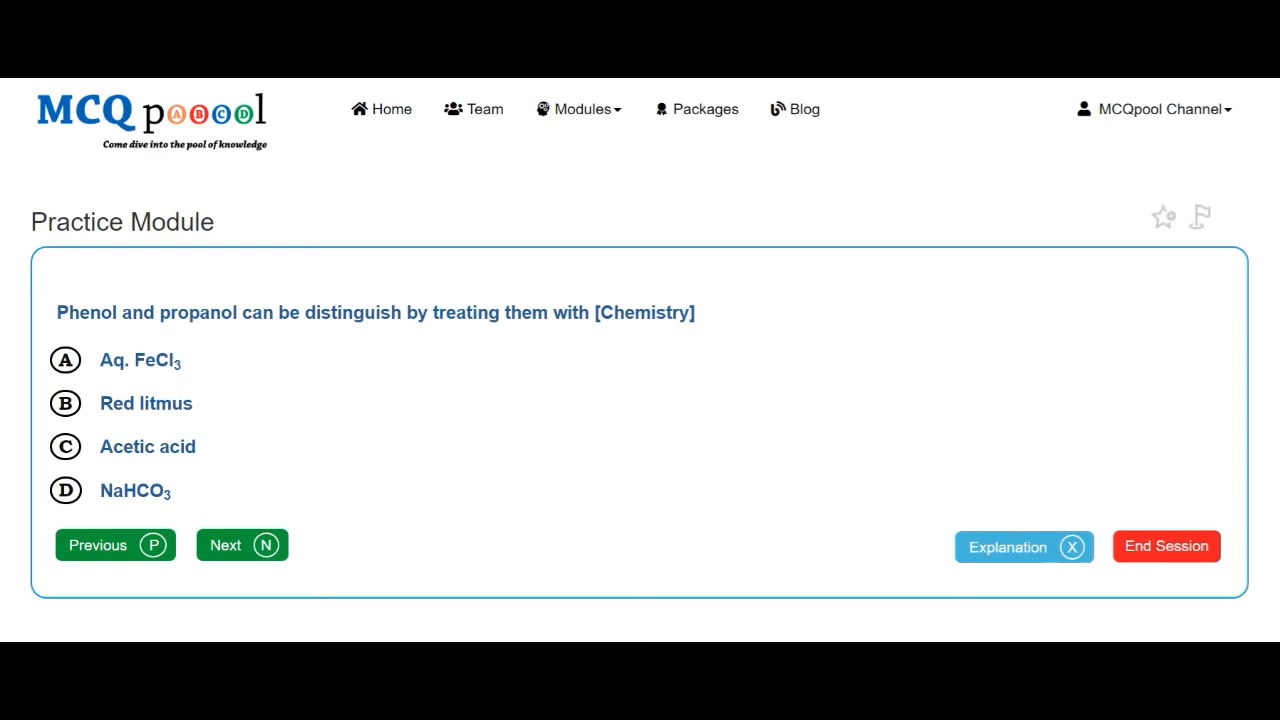 MCQ pABCDl
Come dive into the pool of knowledge
Home Team Modules Packages Blog MCQpool Channel
Practice Module
Phenol and propanol can be distinguish by treating them with [Chemistry]
A Aq. FeCl₃
B Red litmus
C Acetic acid
D NaHCO₃
Previous P Next N Explanation X End Session